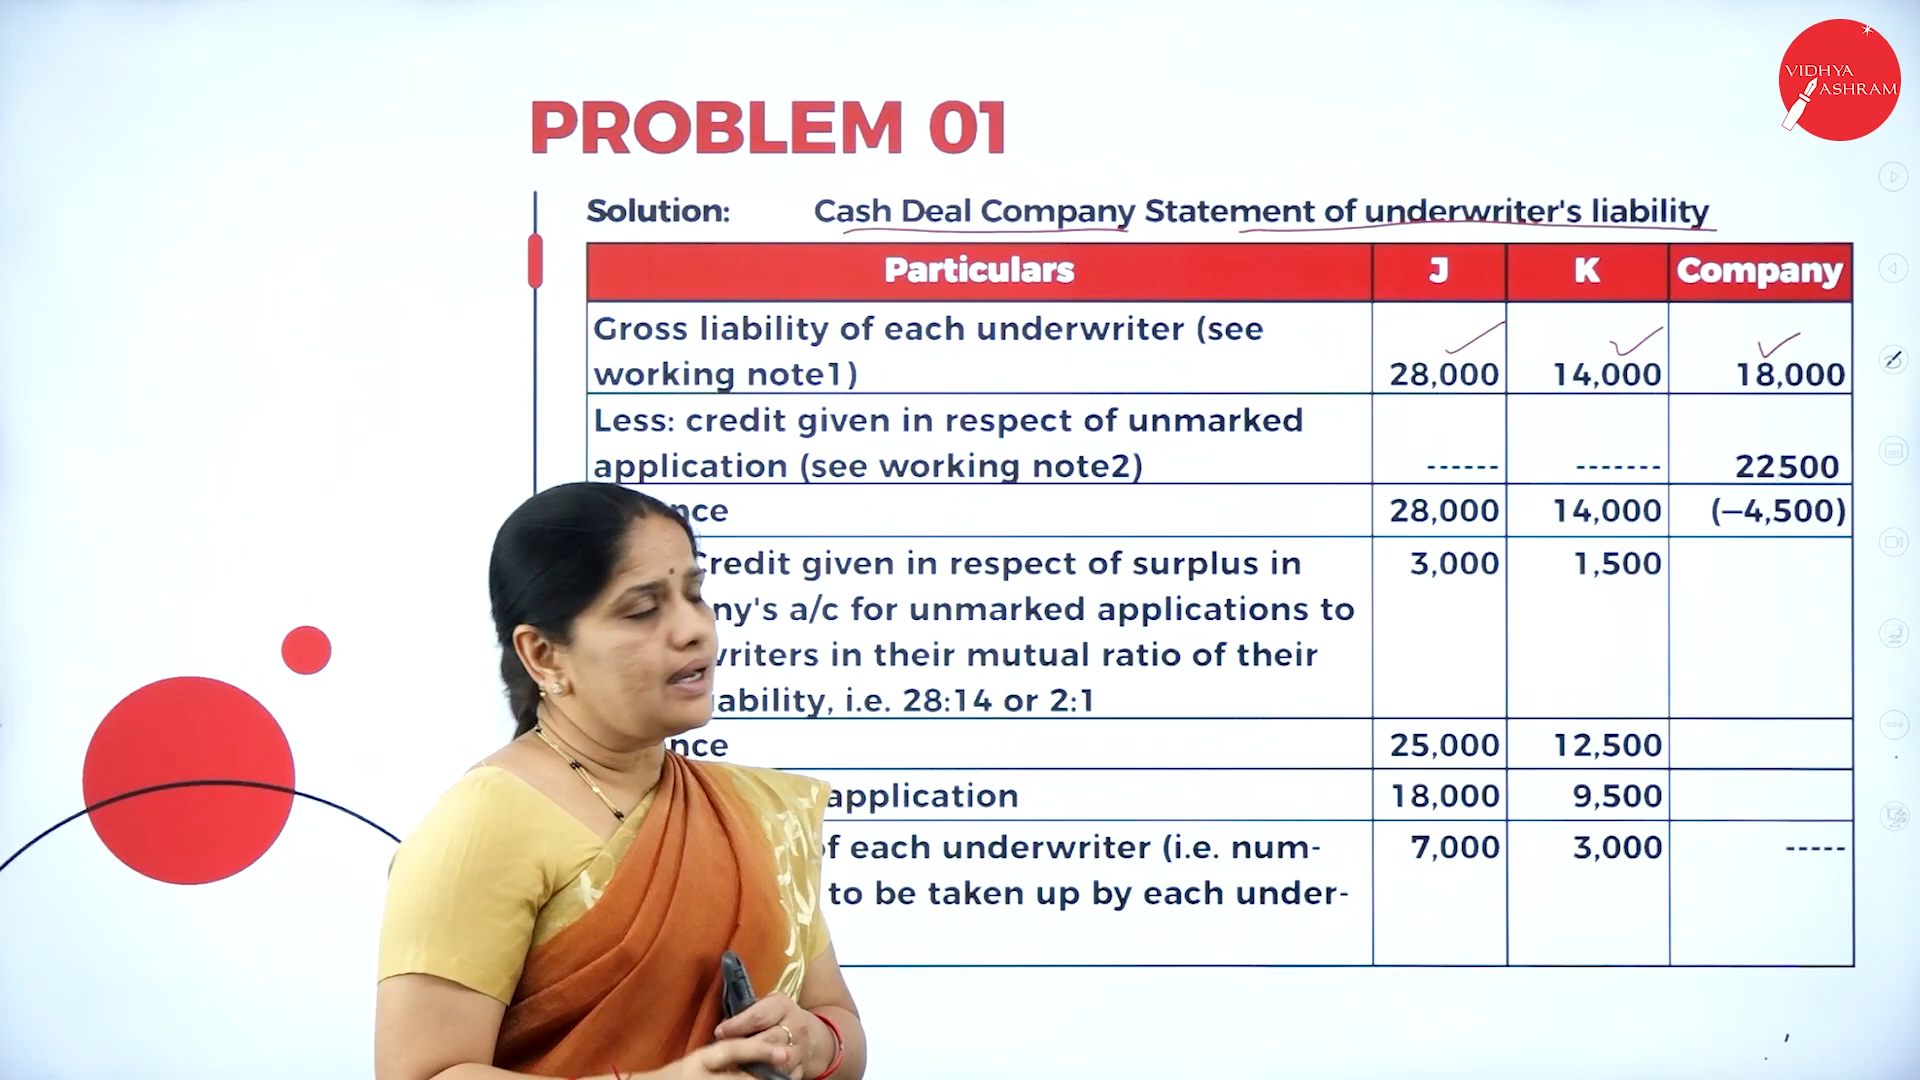 VIDHYA
ASHRAM
PROBLEM 01
Solution: Cash Deal Company Statement of underwriter's liability
Particulars J K Company
Gross liability of each underwriter (see
working note1) 28,000 14,000 18,000
Less: credit given in respect of unmarked
application (see working note2) ------ ------- 22500
nce 28,000 14,000 (–4,500)
Credit given in respect of surplus in 3,000 1,500
ny's a/c for unmarked applications to
writers in their mutual ratio of their
iability, i.e. 28:14 or 2:1
nce 25,000 12,500
application 18,000 9,500
of each underwriter (i.e. num- 7,000 3,000 -----
to be taken up by each under-